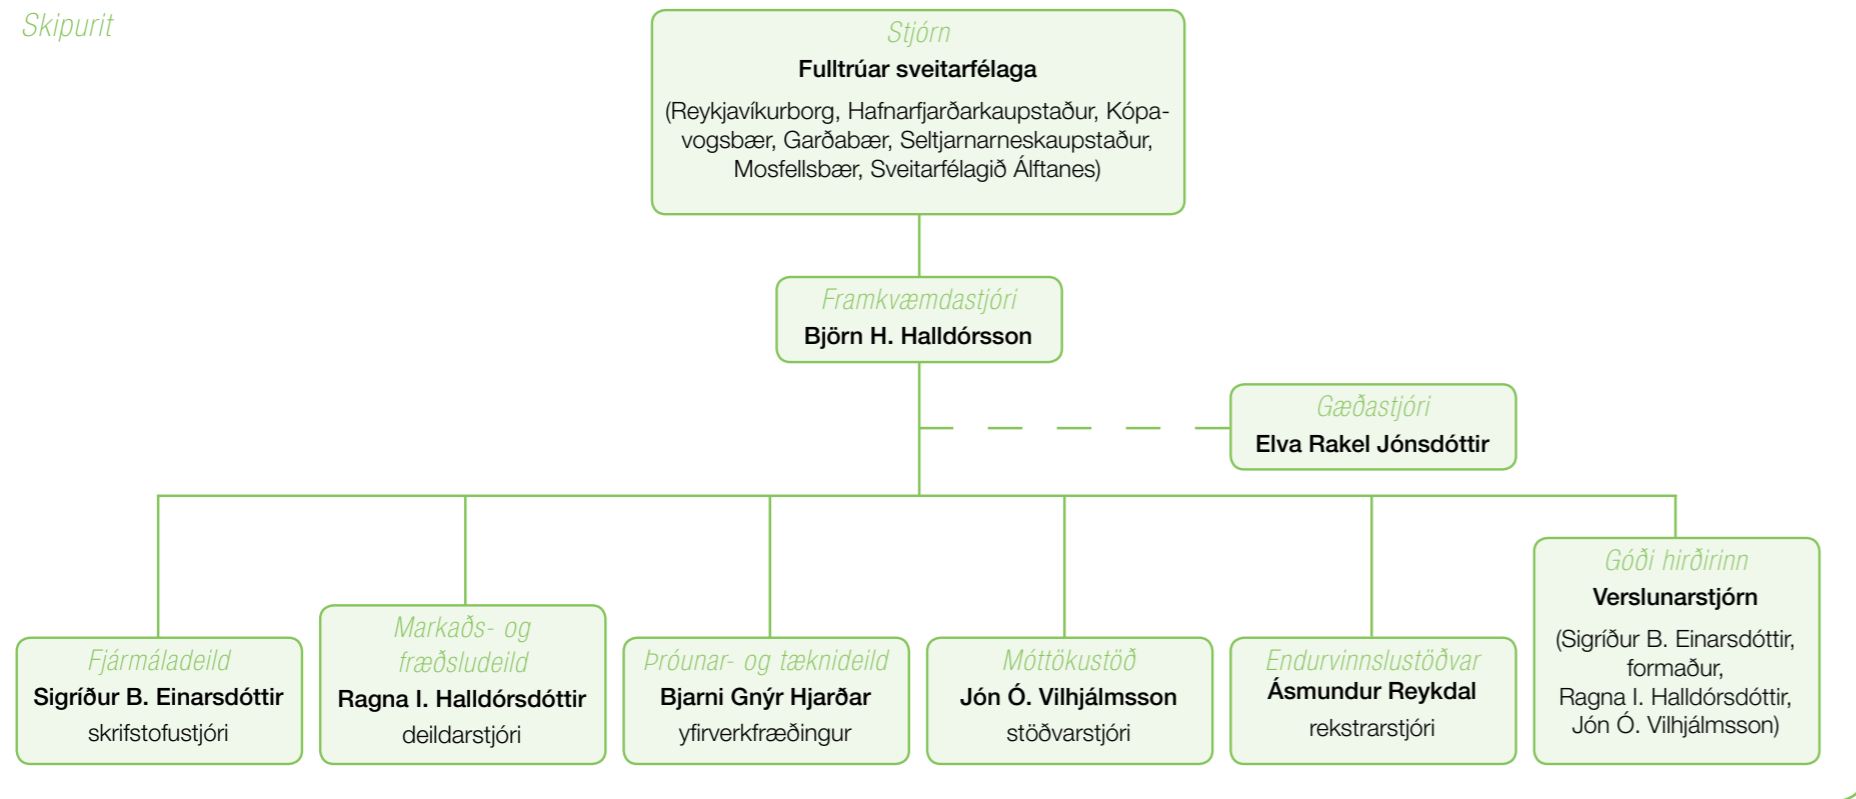 Skipurit
Stjórn
Fulltrúar sveitarfélaga
(Reykjavíkurborg, Hafnarfjarðarkaupstaður, Kópa-
vogsbær, Garðabær, Seltjarnarneskaupstaður,
Mosfellsbær, Sveitarfélagið Álftanes)
Framkvæmdastjóri
Björn H. Halldórsson
Gæðastjóri
Elva Rakel Jónsdóttir
Fjármáladeild
Sigríður B. Einarsdóttir
skrifstofustjóri
Markaðs- og
fræðsludeild
Ragna I. Halldórsdóttir
deildarstjóri
Þróunar- og tæknideild
Bjarni Gnýr Hjarðar
yfirverkfræðingur
Móttökustöð
Jón Ó. Vilhjálmsson
stöðvarstjóri
Endurvinnslustöðvar
Ásmundur Reykdal
rekstrarstjóri
Góði hirðirinn
Verslunarstjórn
(Sigríður B. Einarsdóttir,
formaður,
Ragna I. Halldórsdóttir,
Jón Ó. Vilhjálmsson)